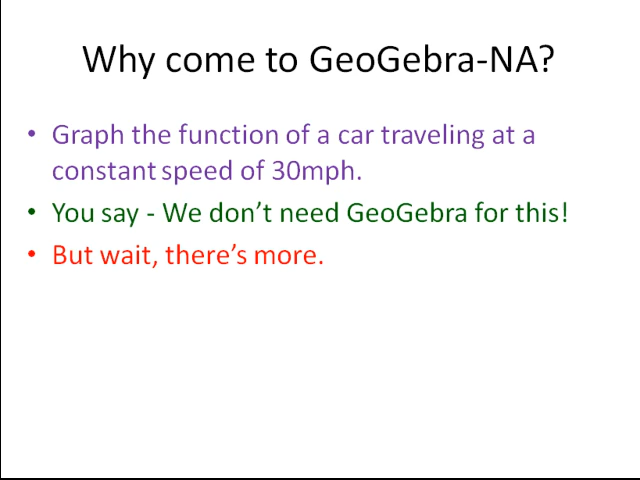 Why come to GeoGebra-NA?
• Graph the function of a car traveling at a
constant speed of 30mph.
• You say - We don’t need GeoGebra for this!
• But wait, there’s more.